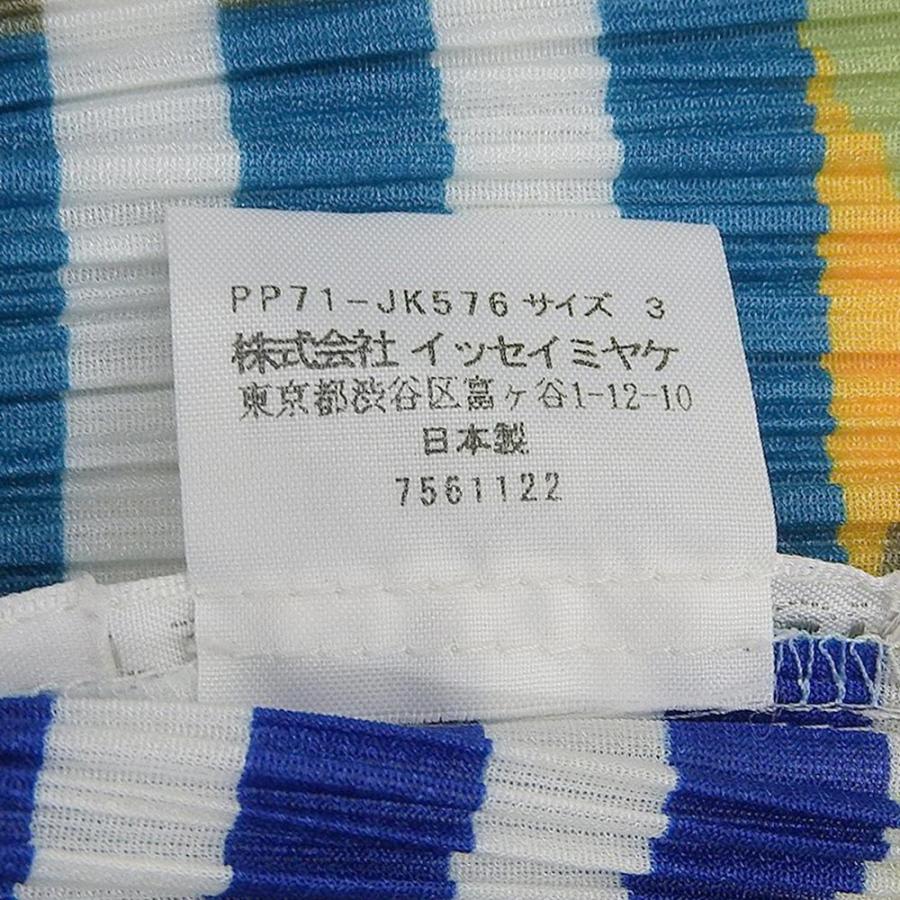 PP71-JK576 サイズ 3
株式会社 イッセイミヤケ
東京都渋谷区富ヶ谷1-12-10
日本製
7561122